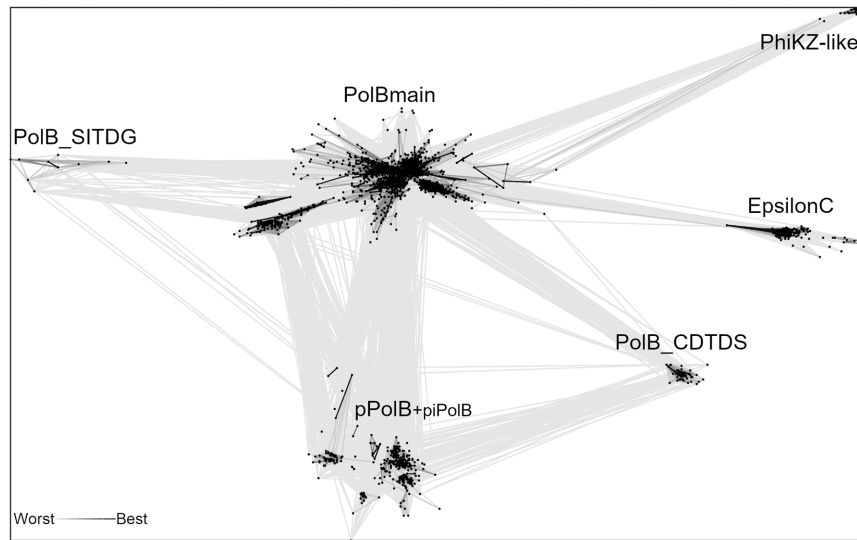 PhiKZ-like
PolBmain
PolB_SITDG
EpsilonC
PolB_CDTDS
pPolB+piPolB
Worst Best